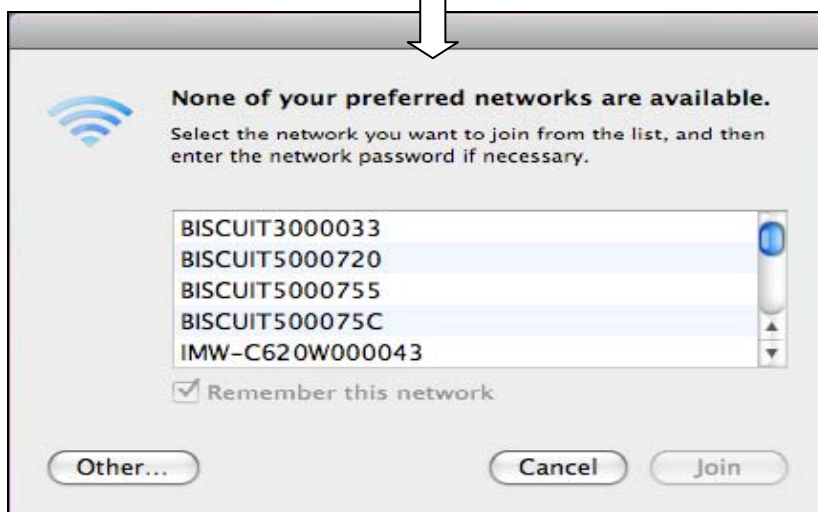 None of your preferred networks are available.
Select the network you want to join from the list, and then
enter the network password if necessary.
BISCUIT3000033
BISCUIT5000720
BISCUIT5000755
BISCUIT500075C
IMW-C620W000043
Remember this network
Other...
Cancel
Join